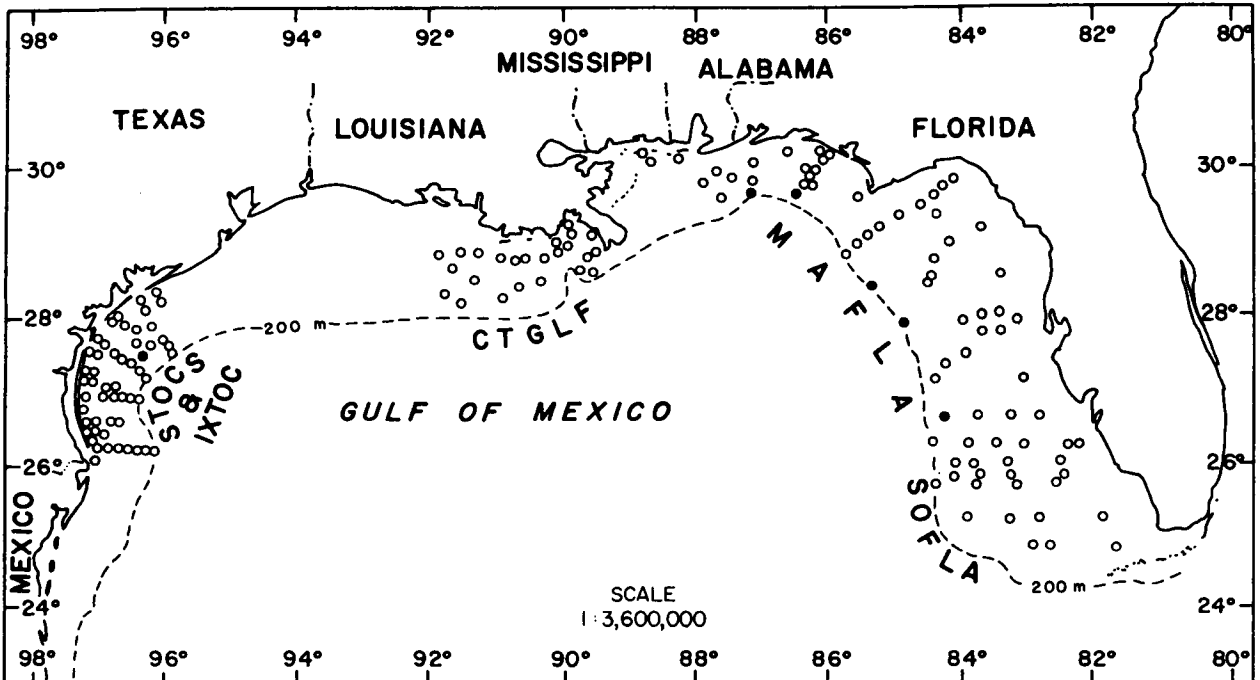 98° 96° 94° 92° 90° 88° 86° 84° 82° 80°
MISSISSIPPI ALABAMA
TEXAS LOUISIANA FLORIDA
30° 30°
MAFLA
28° 28°
200 m
CTGLF
STOCS
&
IXTOC
GULF OF MEXICO
26° 26°
SOFLA
MEXICO
200 m
SCALE
1:3,600,000
24° 24°
98° 96° 94° 92° 90° 88° 86° 84° 82° 80°